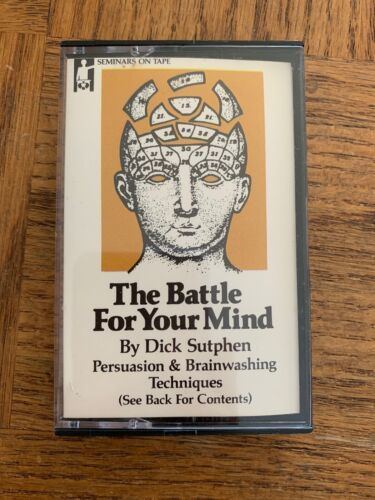 SEMINARS ON TAPE
The Battle
For Your Mind
By Dick Sutphen
Persuasion & Brainwashing
Techniques
(See Back For Contents)